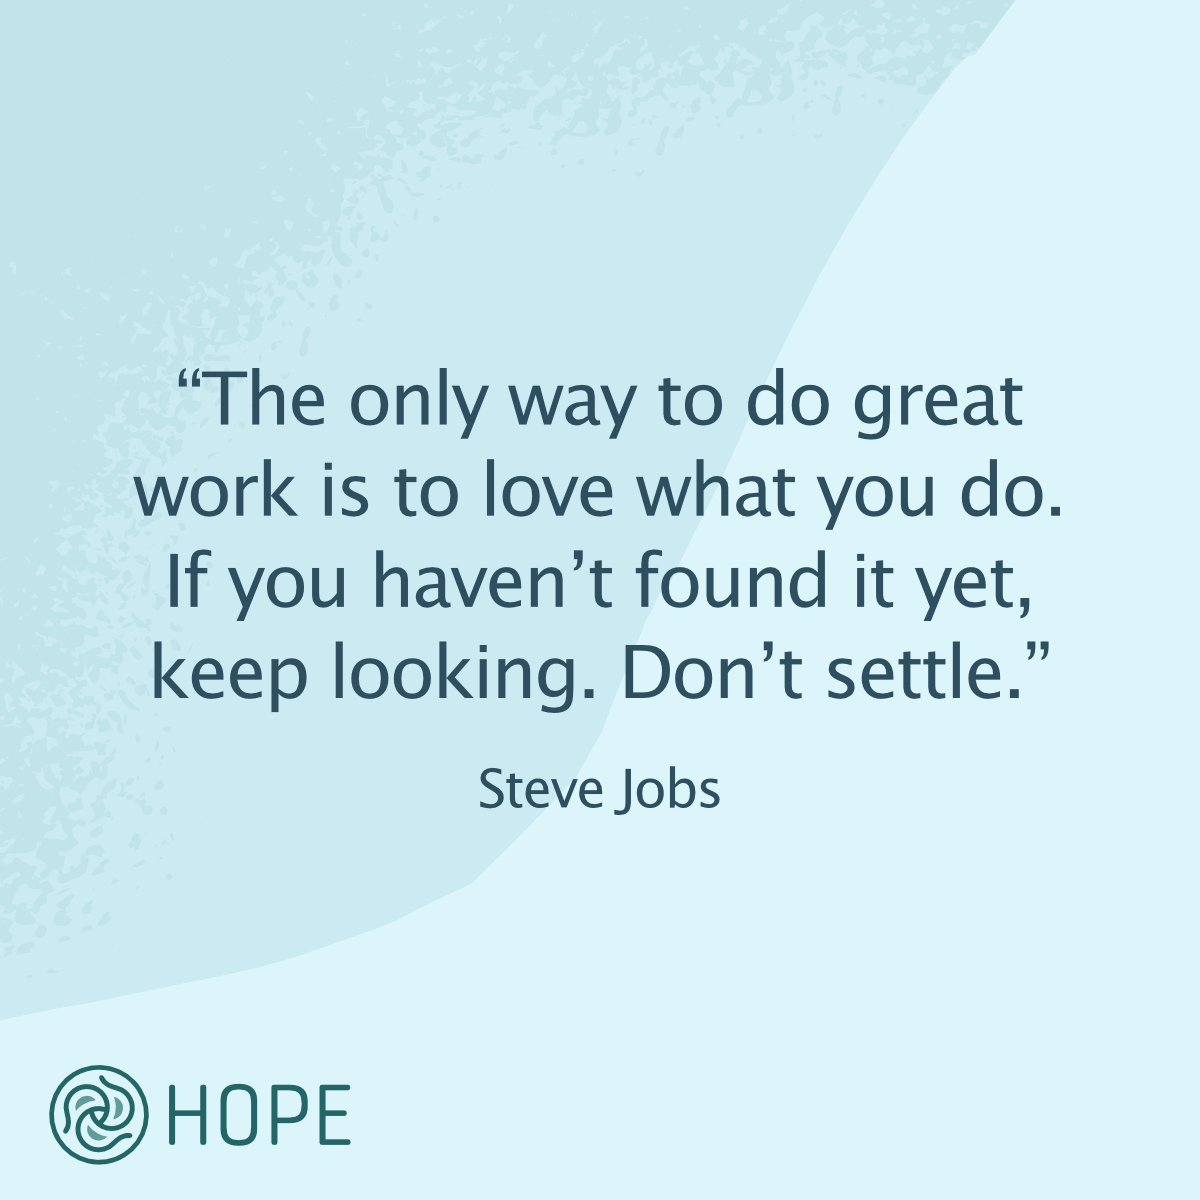 “The only way to do great
work is to love what you do.
If you haven’t found it yet,
keep looking. Don’t settle.”
Steve Jobs
HOPE